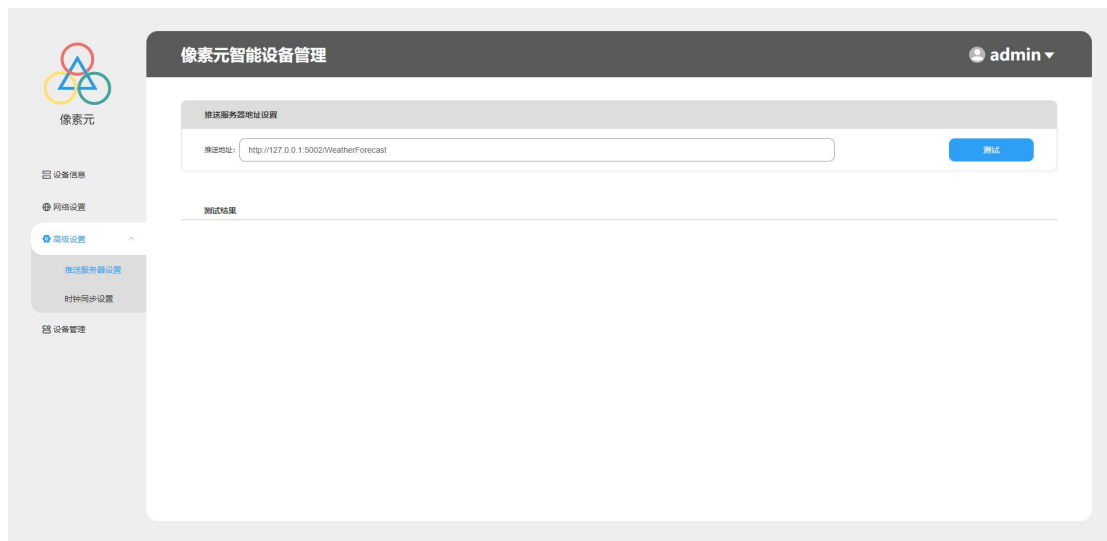 像素元智能设备管理
admin
像素元
设备信息
网络设置
高级设置
推送服务器设置
时钟同步设置
设备管理
推送服务器地址设置
推送地址:
http://127.0.0.1:5002/WeatherForecast
测试
测试结果